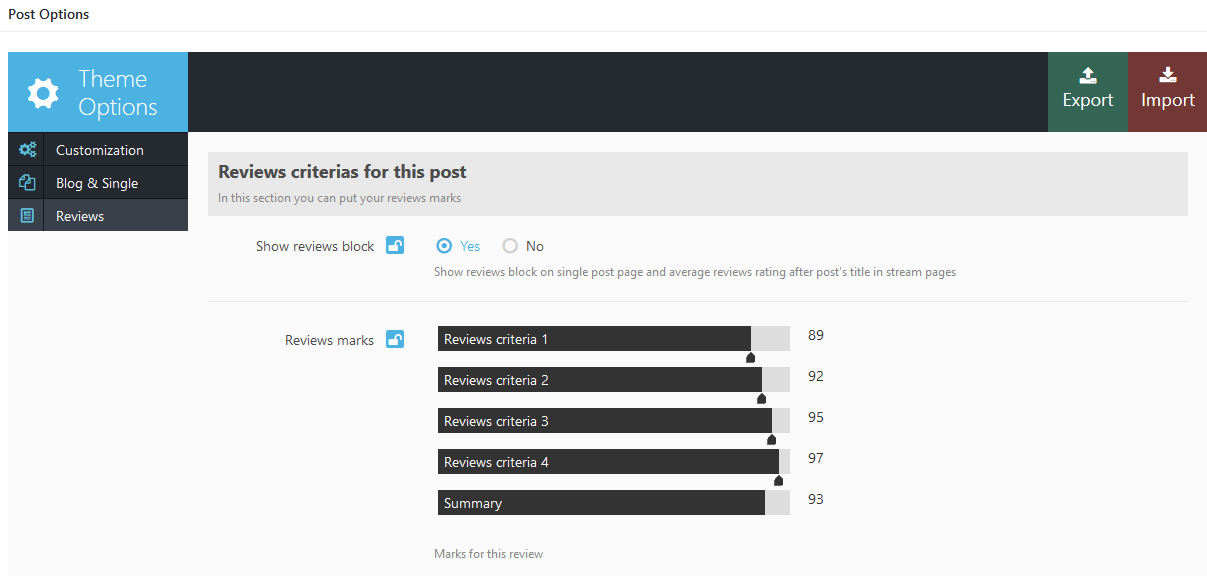 Post Options
Theme
Options
Export
Import
Customization
Blog & Single
Reviews
Reviews criterias for this post
In this section you can put your reviews marks
Show reviews block Yes No
Show reviews block on single post page and average reviews rating after post's title in stream pages
Reviews marks
Reviews criteria 1 89
Reviews criteria 2 92
Reviews criteria 3 95
Reviews criteria 4 97
Summary 93
Marks for this review